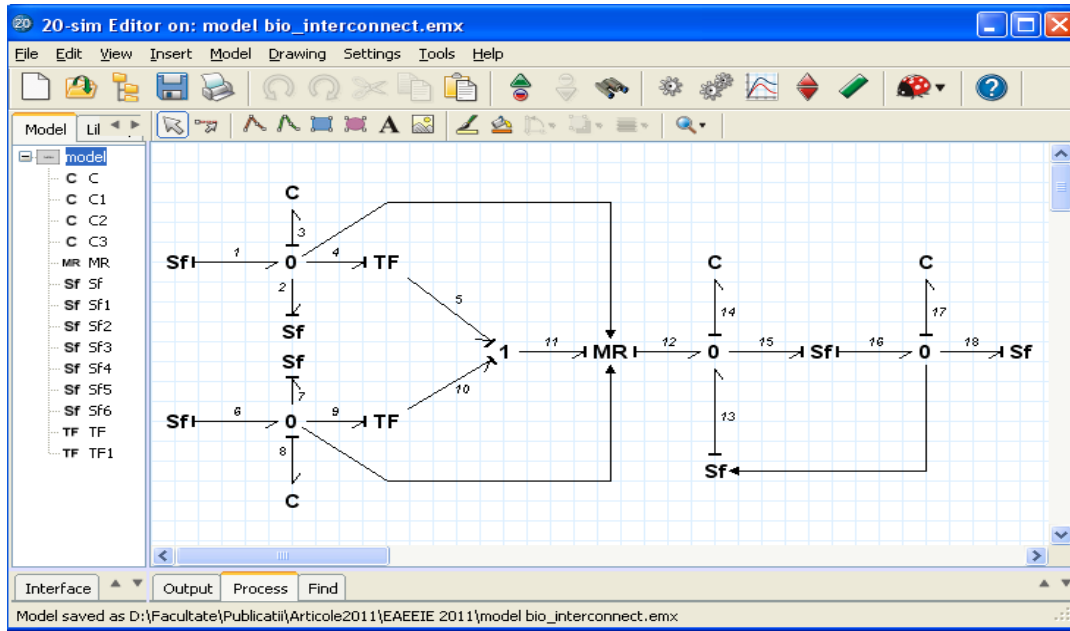 20-sim Editor on: model bio_interconnect.emx
File Edit View Insert Model Drawing Settings Tools Help
Model Lil
model
C C
C C1
C C2
C C3
MR MR
Sf Sf
Sf Sf1
Sf Sf2
Sf Sf3
Sf Sf4
Sf Sf5
Sf Sf6
TF TF
TF TF1
C
3
Sf 1 0 4 TF
2
Sf
5
Sf
7
Sf 6 0 9 TF
10
8
C
1 11 MR 12 0 15 Sf 16 0 18 Sf
C
14
C
17
13
Sf
Interface Output Process Find
Model saved as D:\Facultate\Publicatii\Articole2011\EAEEIE 2011\model bio_interconnect.emx